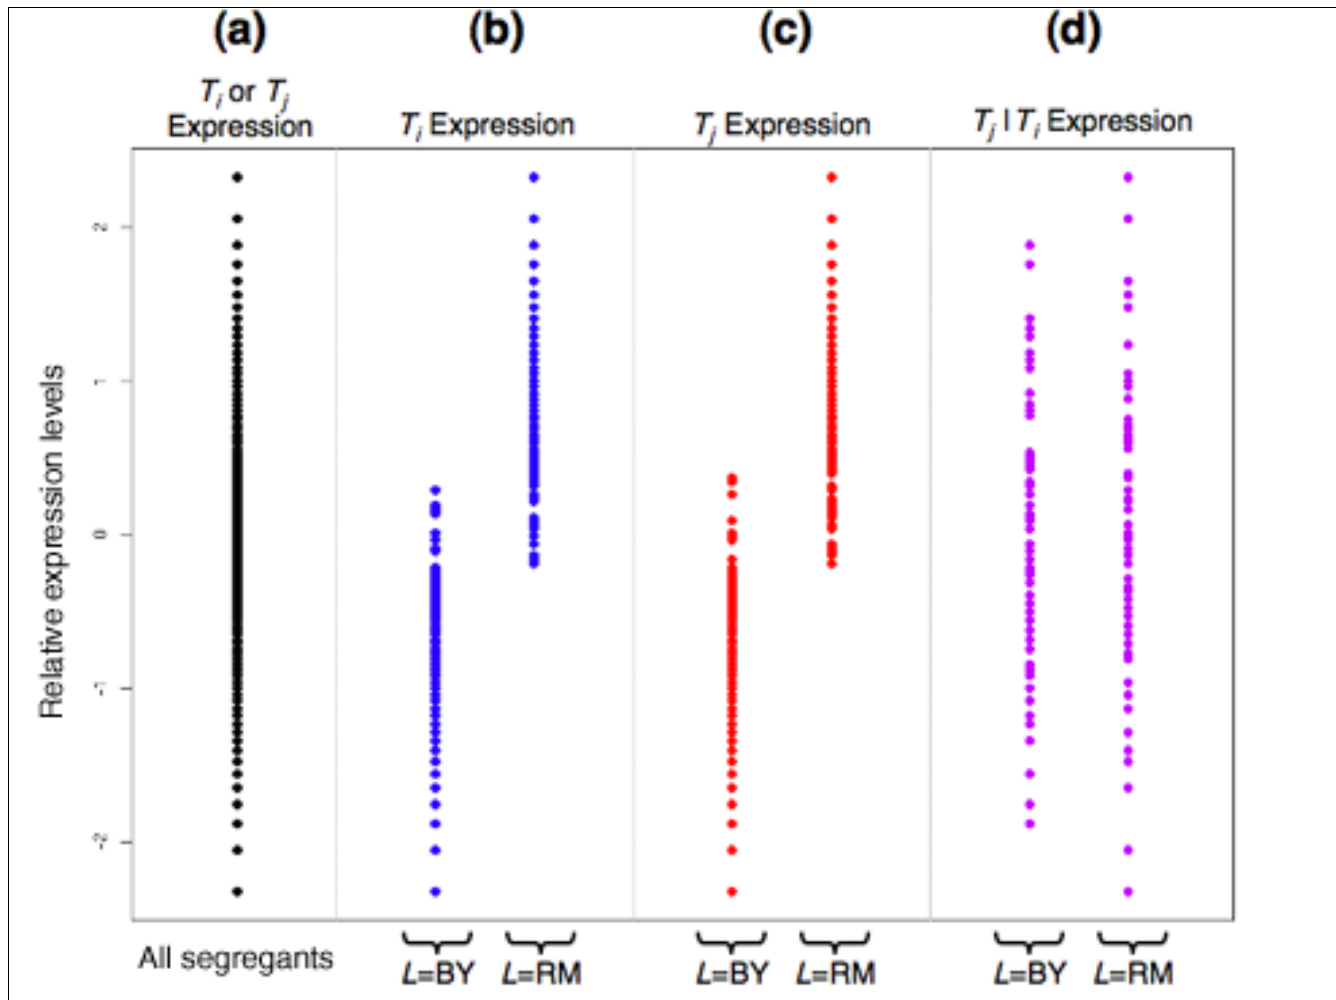 (a) (b) (c) (d)
Ti or Tj
Expression
Ti Expression
Tj Expression
Tj | Ti Expression
Relative expression levels
2
1
0
-1
-2
All segregants
L=BY L=RM
L=BY L=RM
L=BY L=RM